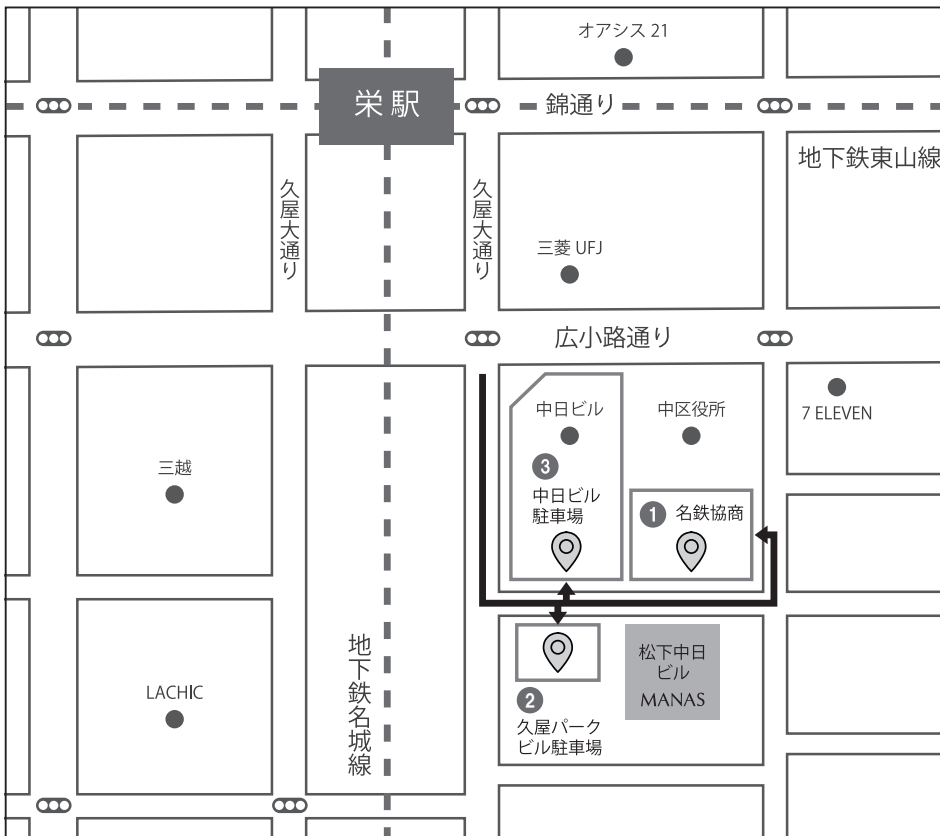 オアシス 21
栄駅
錦通り
地下鉄東山線
久屋大通り
久屋大通り
三菱 UFJ
広小路通り
中日ビル
中区役所
7 ELEVEN
三越
3
中日ビル
駐車場
1 名鉄協商
地下鉄名城線
松下中日
ビル
MANAS
LACHIC
2
久屋パーク
ビル駐車場